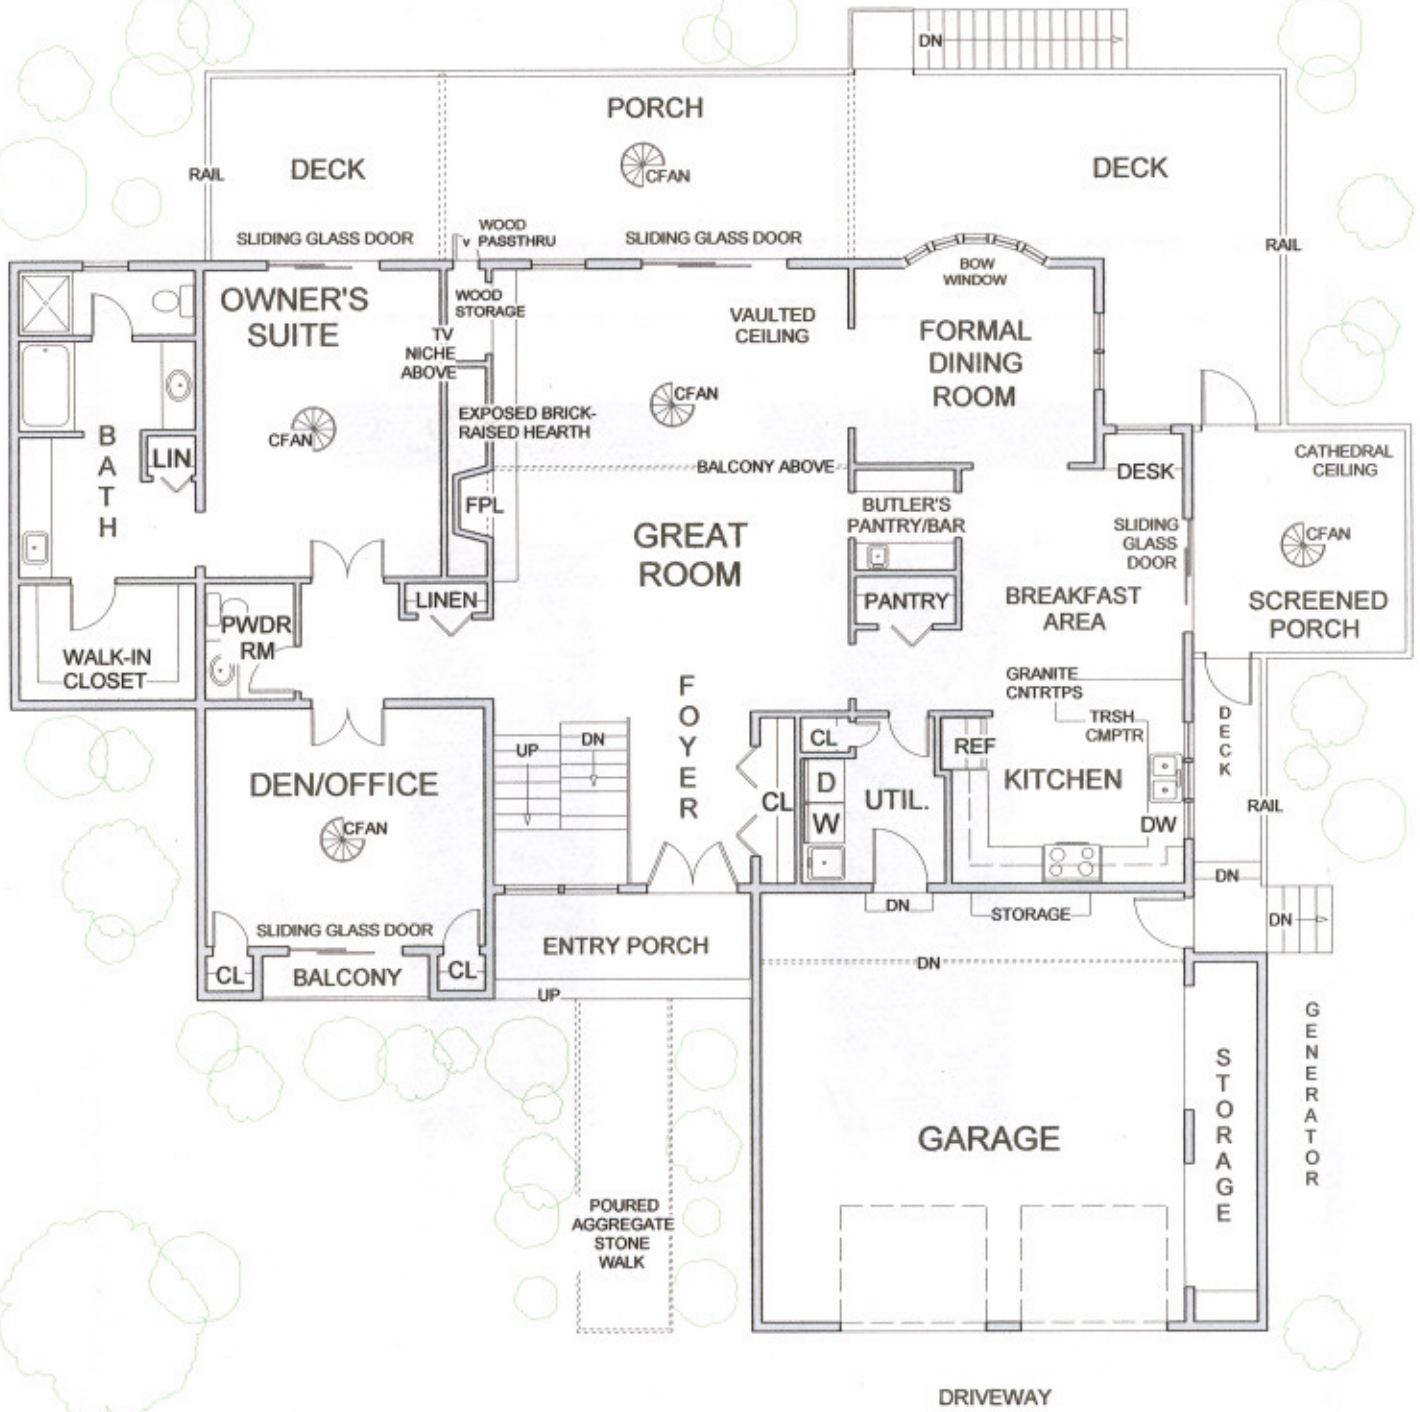 DN
PORCH
CFAN
DECK
DECK
RAIL
SLIDING GLASS DOOR
WOOD
PASSTHRU
SLIDING GLASS DOOR
RAIL
BOW
WINDOW
OWNER'S
SUITE
WOOD
STORAGE
TV
NICHE
ABOVE
VAULTED
CEILING
FORMAL
DINING
ROOM
CFAN
CFAN
EXPOSED BRICK-
RAISED HEARTH
BATH
LIN
BALCONY ABOVE
DESK
CATHEDRAL
CEILING
FPL
BUTLER'S
PANTRY/BAR
SLIDING
GLASS
DOOR
CFAN
GREAT
ROOM
LINEN
PANTRY
BREAKFAST
AREA
SCREENED
PORCH
PWDR
RM
WALK-IN
CLOSET
GRANITE
CNTRTPS
FOYER
TRSH
CMPTR
DECK
UP
DN
CL
REF
DEN/OFFICE
D
W
CL
UTIL.
KITCHEN
DW
RAIL
CFAN
DN
DN
STORAGE
DN
SLIDING GLASS DOOR
ENTRY PORCH
CL
BALCONY
CL
DN
UP
GENERATOR
STORAGE
GARAGE
POURED
AGGREGATE
STONE
WALK
DRIVEWAY